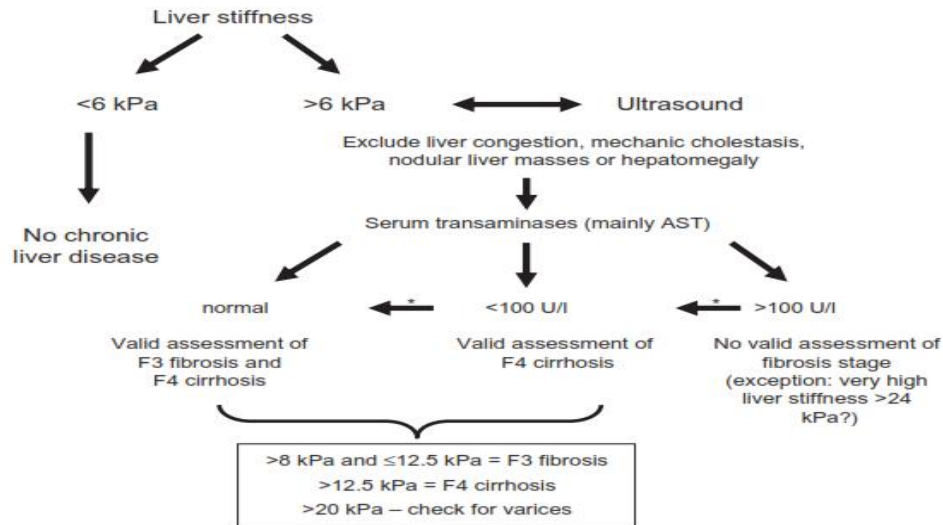 Liver stiffness
<6 kPa
>6 kPa
Ultrasound
Exclude liver congestion, mechanic cholestasis,
nodular liver masses or hepatomegaly
No chronic
liver disease
Serum transaminases (mainly AST)
normal
*
<100 U/l
*
>100 U/l
Valid assessment of
F3 fibrosis and
F4 cirrhosis
Valid assessment of
F4 cirrhosis
No valid assessment of
fibrosis stage
(exception: very high
liver stiffness >24
kPa?)
>8 kPa and ≤12.5 kPa = F3 fibrosis
>12.5 kPa = F4 cirrhosis
>20 kPa – check for varices